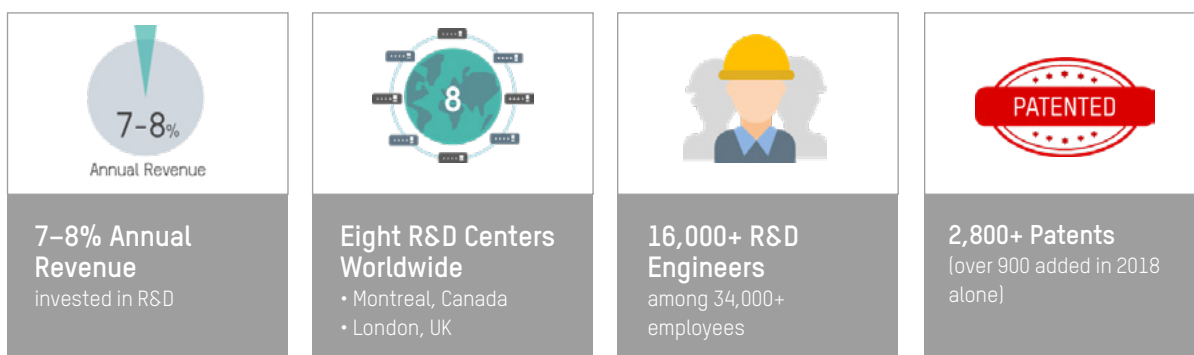 7-8%
Annual Revenue
7–8% Annual
Revenue
invested in R&D
8
Eight R&D Centers
Worldwide
• Montreal, Canada
• London, UK
16,000+ R&D
Engineers
among 34,000+
employees
PATENTED
2,800+ Patents
(over 900 added in 2018
alone)